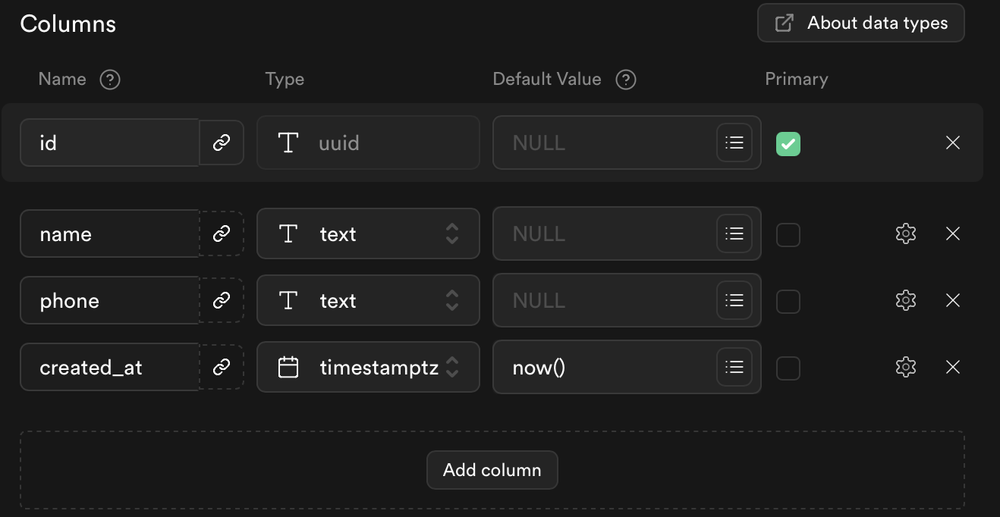 Columns
About data types
Name ? Type Default Value ? Primary
id uuid NULL
name text NULL
phone text NULL
created_at timestamptz now()
Add column